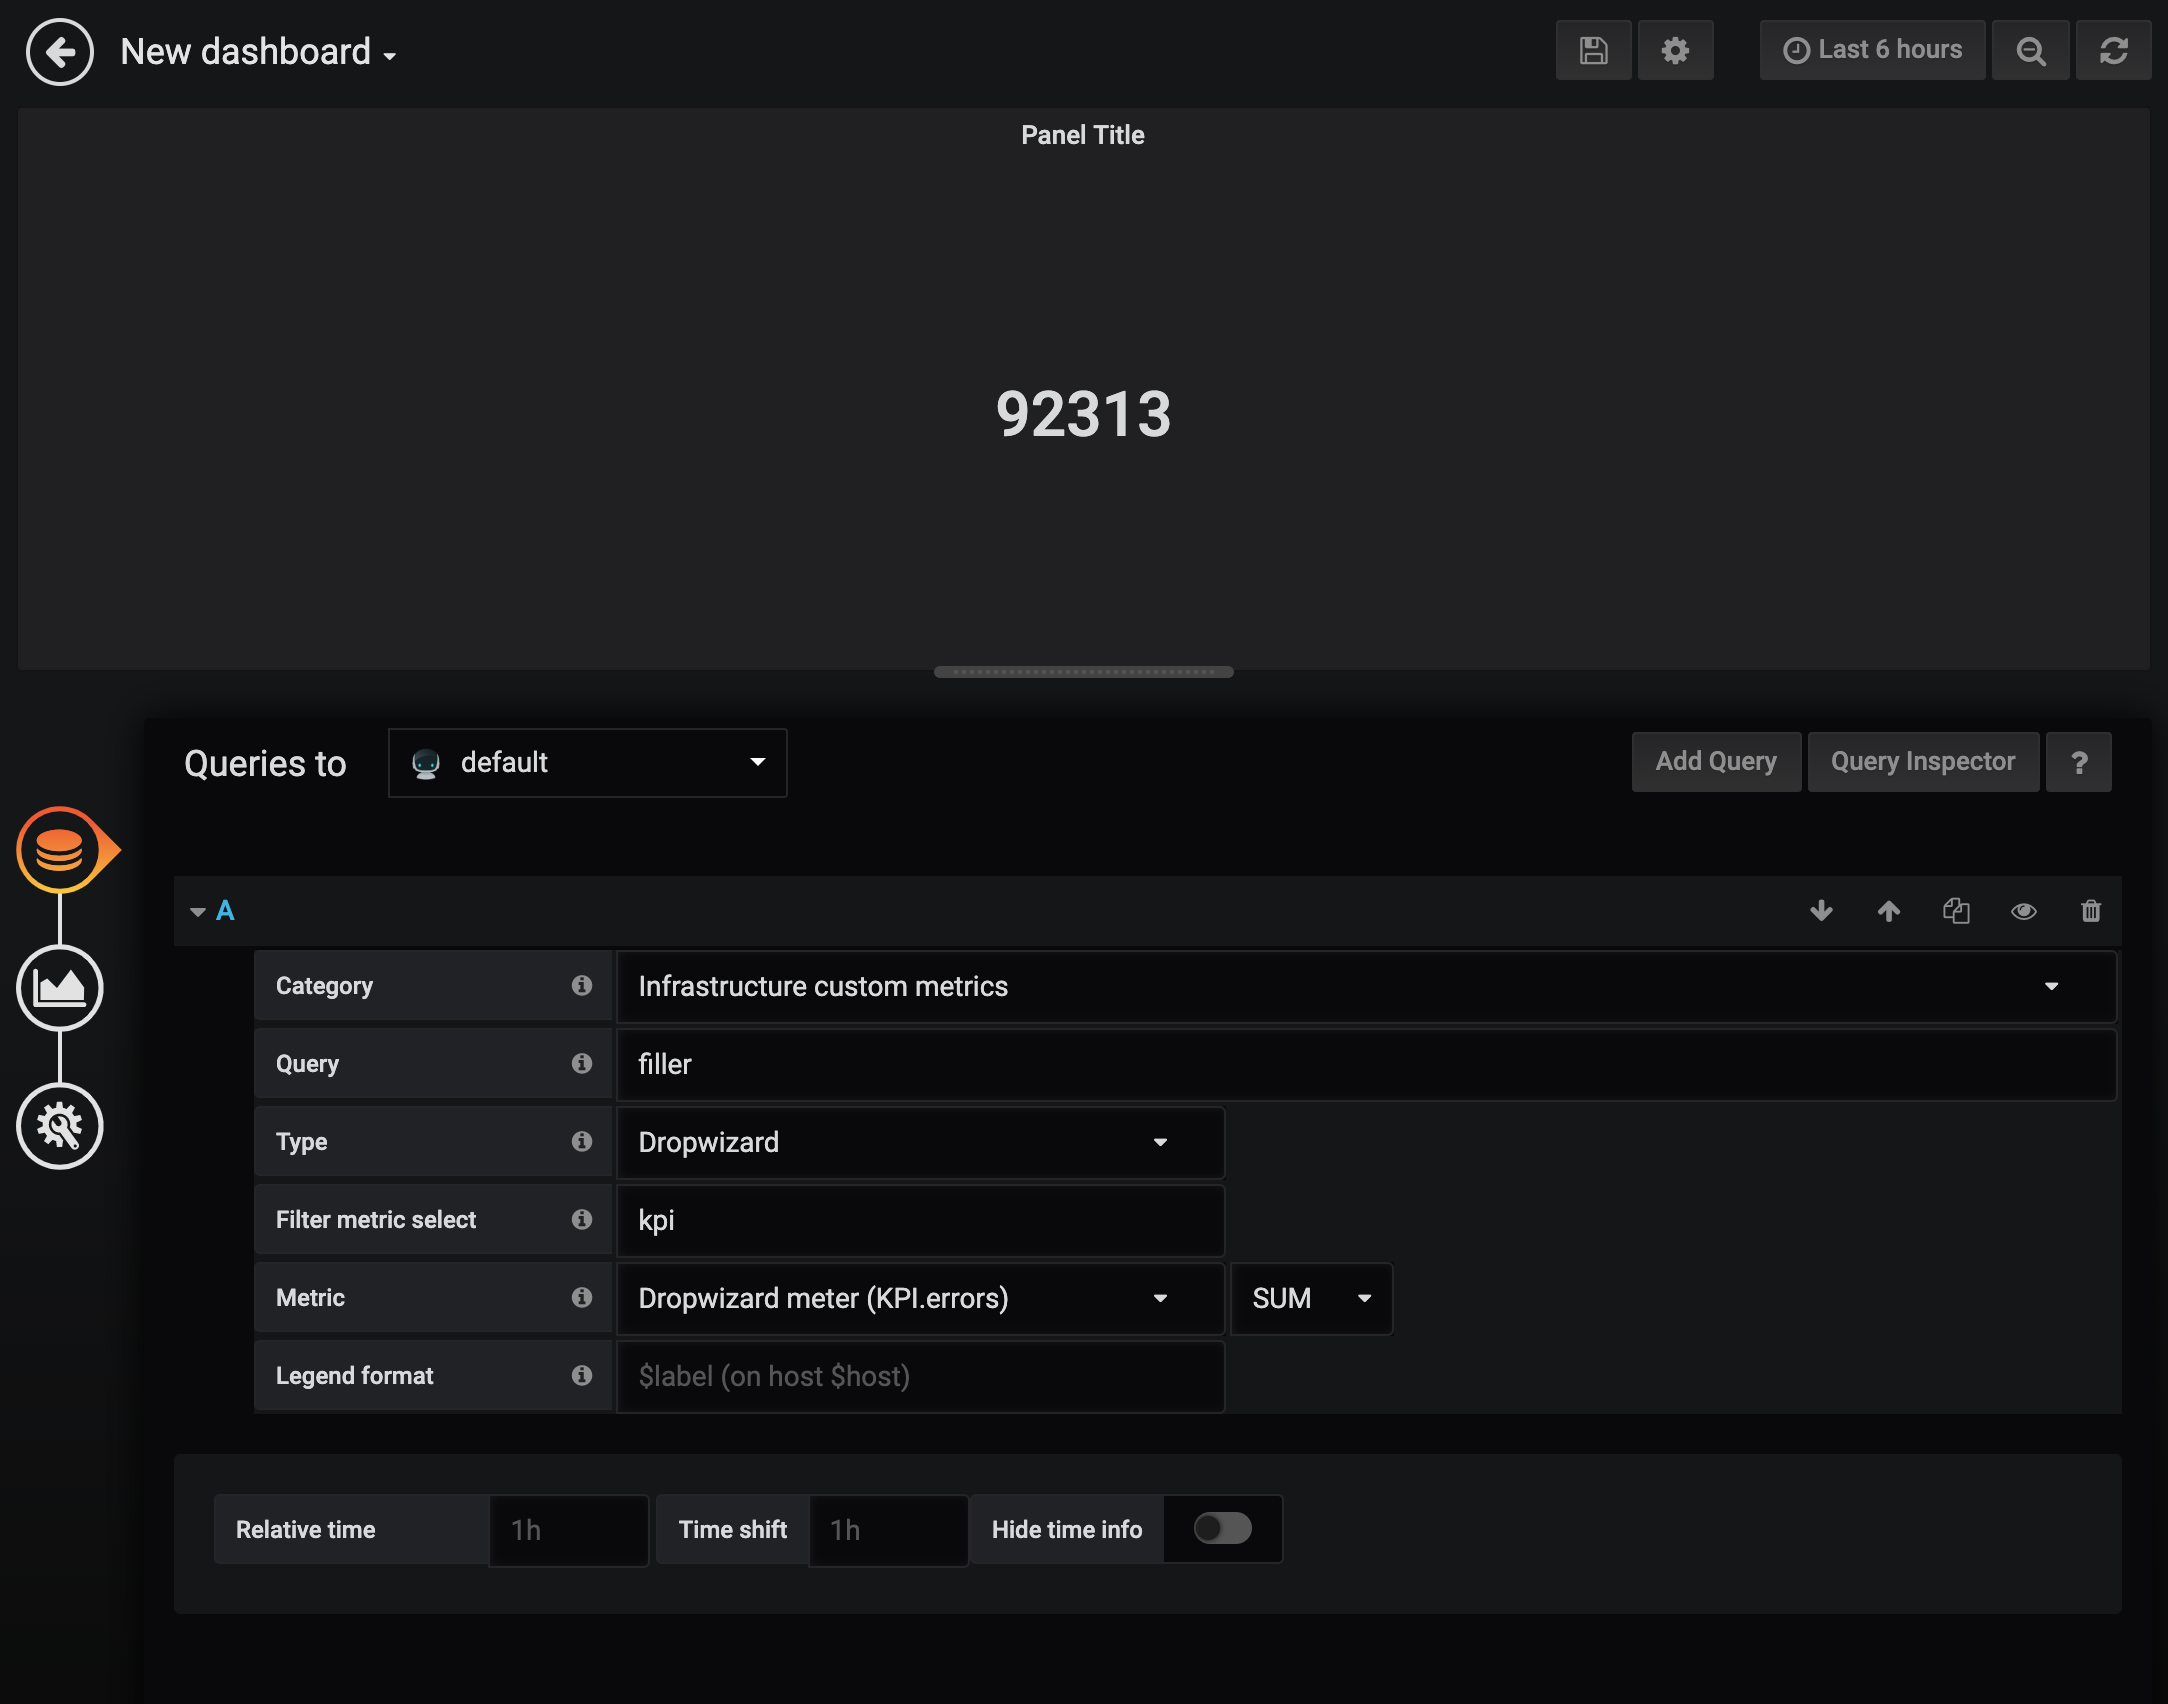 New dashboard
Last 6 hours
Panel Title
92313
Queries to default Add Query Query Inspector ?
A
Category Infrastructure custom metrics
Query filler
Type Dropwizard
Filter metric select kpi
Metric Dropwizard meter (KPI.errors) SUM
Legend format $label (on host $host)
Relative time 1h Time shift 1h Hide time info